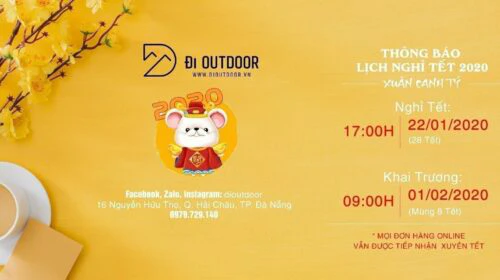 Đi OUTDOOR
WWW.DIOUTDOOR.VN
2020
Facebook, Zalo, Instagram: dioutdoor
16 Nguyễn Hữu Thọ, Q. Hải Châu, TP. Đà Nẵng
0979.729.140
THÔNG BÁO
LỊCH NGHỈ TẾT 2020
XUÂN CANH TÝ
Nghỉ Tết:
17:00H 22/01/2020
(28 Tết)
Khai Trương:
09:00H 01/02/2020
(Mùng 8 Tết)
* MỌI ĐƠN HÀNG ONLINE
VẪN ĐƯỢC TIẾP NHẬN XUYÊN TẾT